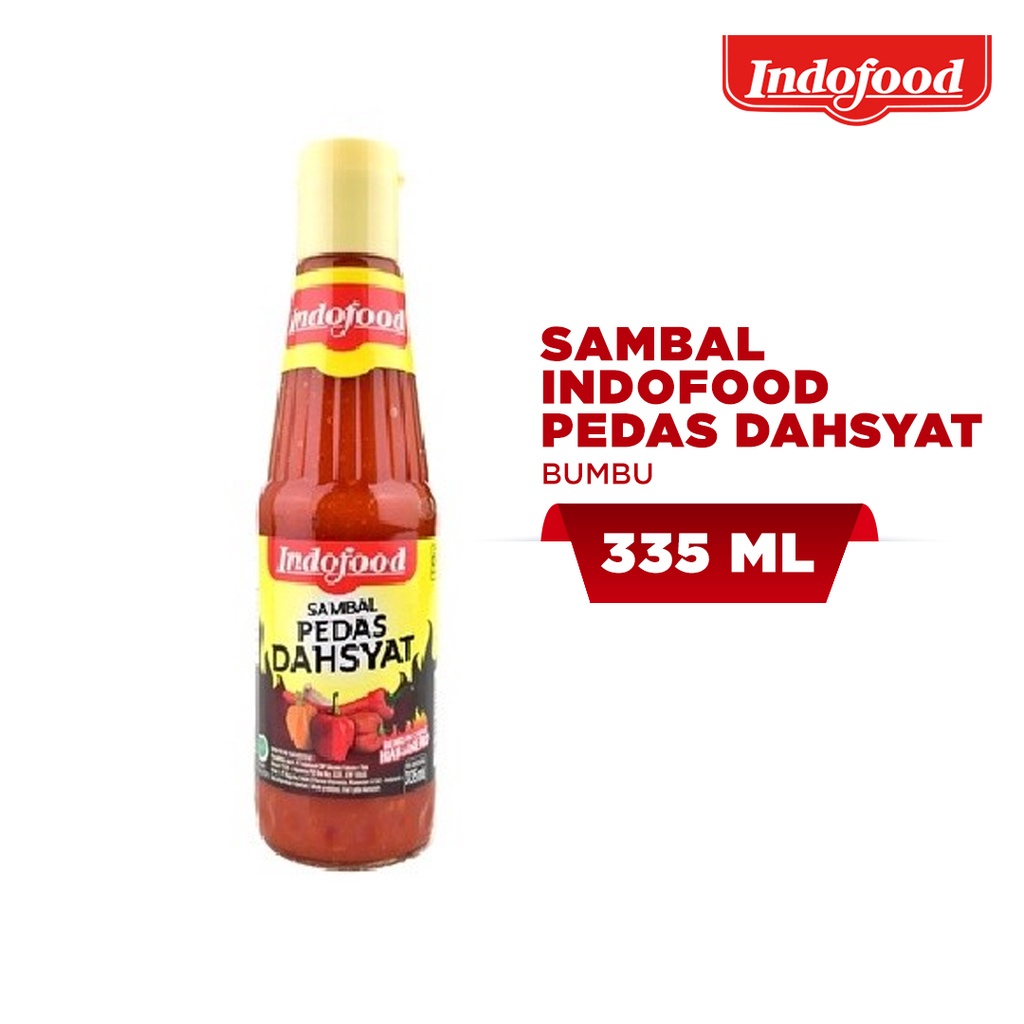 Indofood
SAMBAL
INDOFOOD
PEDAS DAHSYAT
BUMBU
335 ML
Indofood
Indofood
SAMBAL
PEDAS
DAHSYAT